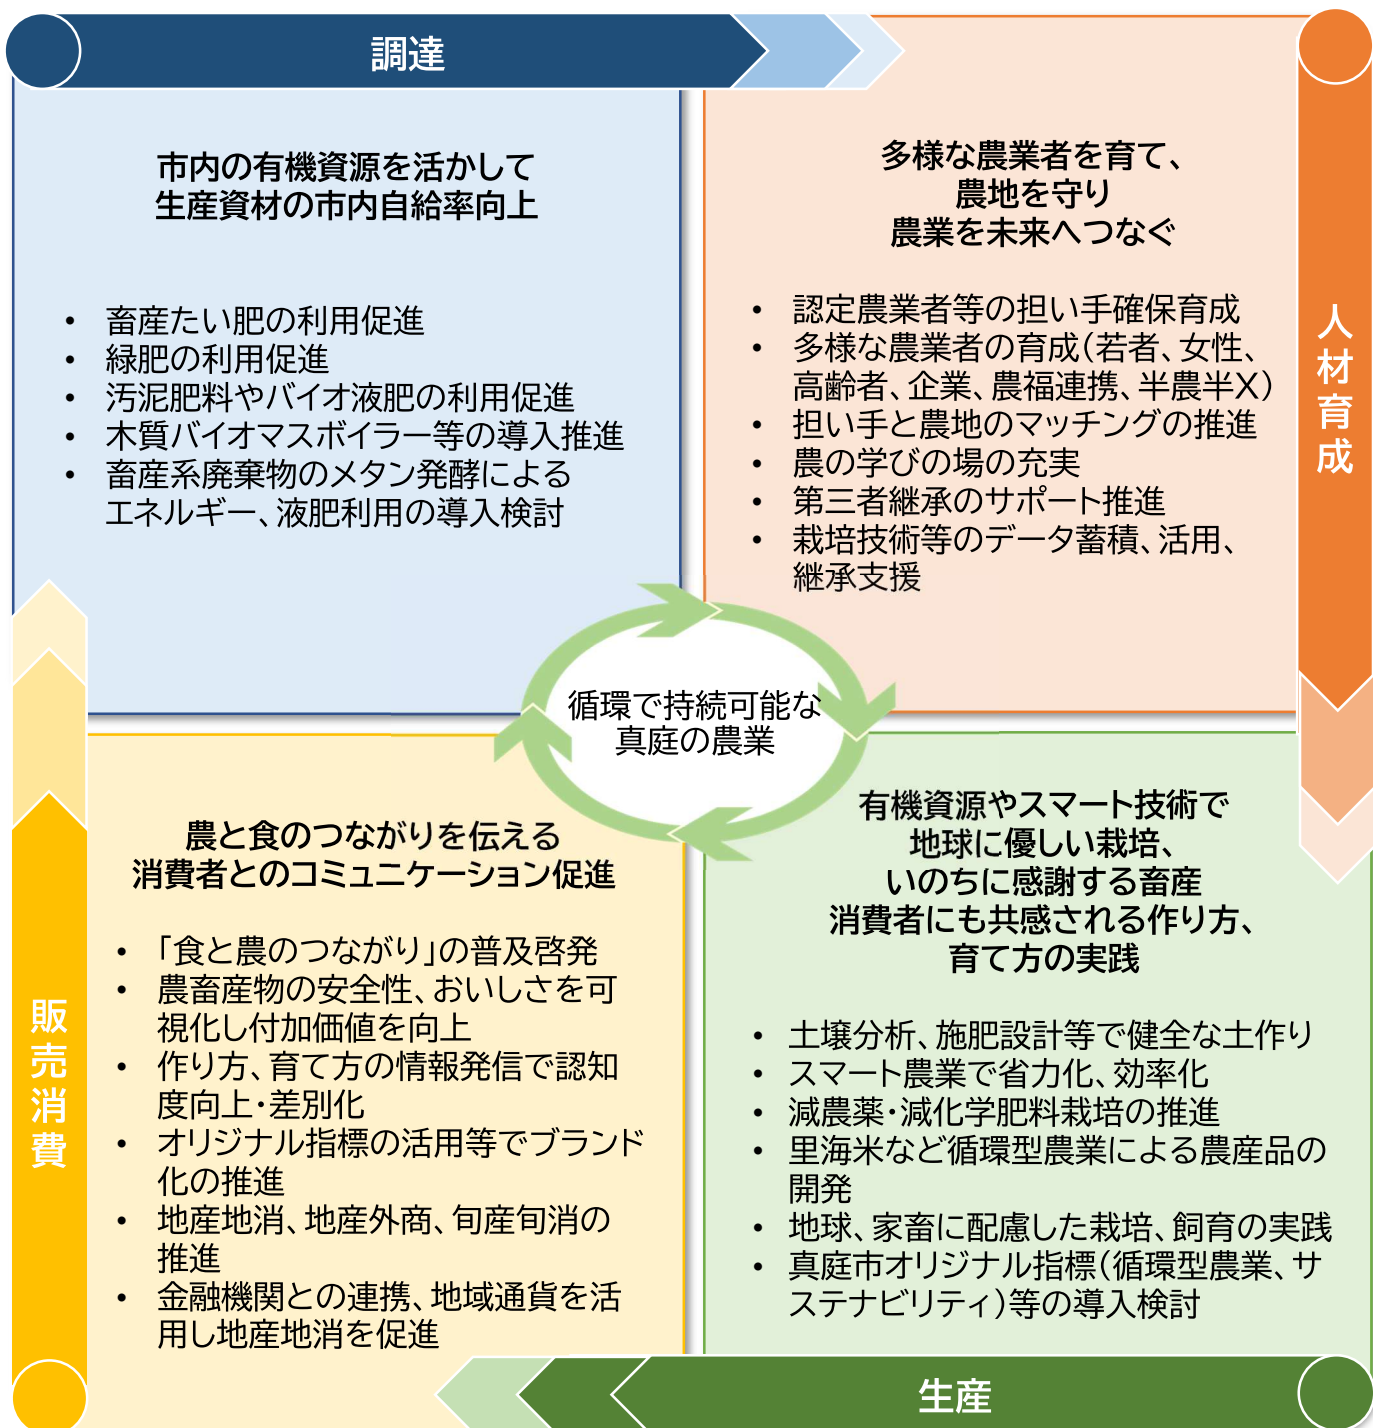 調達
市内の有機資源を活かして
生産資材の市内自給率向上
• 畜産たい肥の利用促進
• 緑肥の利用促進
• 汚泥肥料やバイオ液肥の利用促進
• 木質バイオマスボイラー等の導入推進
• 畜産系廃棄物のメタン発酵による
エネルギー、液肥利用の導入検討
人材育成
多様な農業者を育て、
農地を守り
農業を未来へつなぐ
• 認定農業者等の担い手確保育成
• 多様な農業者の育成(若者、女性、
高齢者、企業、農福連携、半農半X)
• 担い手と農地のマッチングの推進
• 農の学びの場の充実
• 第三者継承のサポート推進
• 栽培技術等のデータ蓄積、活用、
継承支援
循環で持続可能な
真庭の農業
販売消費
農と食のつながりを伝える
消費者とのコミュニケーション促進
• 「食と農のつながり」の普及啓発
• 農畜産物の安全性、おいしさを可
視化し付加価値を向上
• 作り方、育て方の情報発信で認知
度向上・差別化
• オリジナル指標の活用等でブランド
化の推進
• 地産地消、地産外商、旬産旬消の
推進
• 金融機関との連携、地域通貨を活
用し地産地消を促進
有機資源やスマート技術で
地球に優しい栽培、
いのちに感謝する畜産
消費者にも共感される作り方、
育て方の実践
• 土壌分析、施肥設計等で健全な土作り
• スマート農業で省力化、効率化
• 減農薬・減化学肥料栽培の推進
• 里海米など循環型農業による農産品の
開発
• 地球、家畜に配慮した栽培、飼育の実践
• 真庭市オリジナル指標(循環型農業、サ
ステナビリティ)等の導入検討
生産